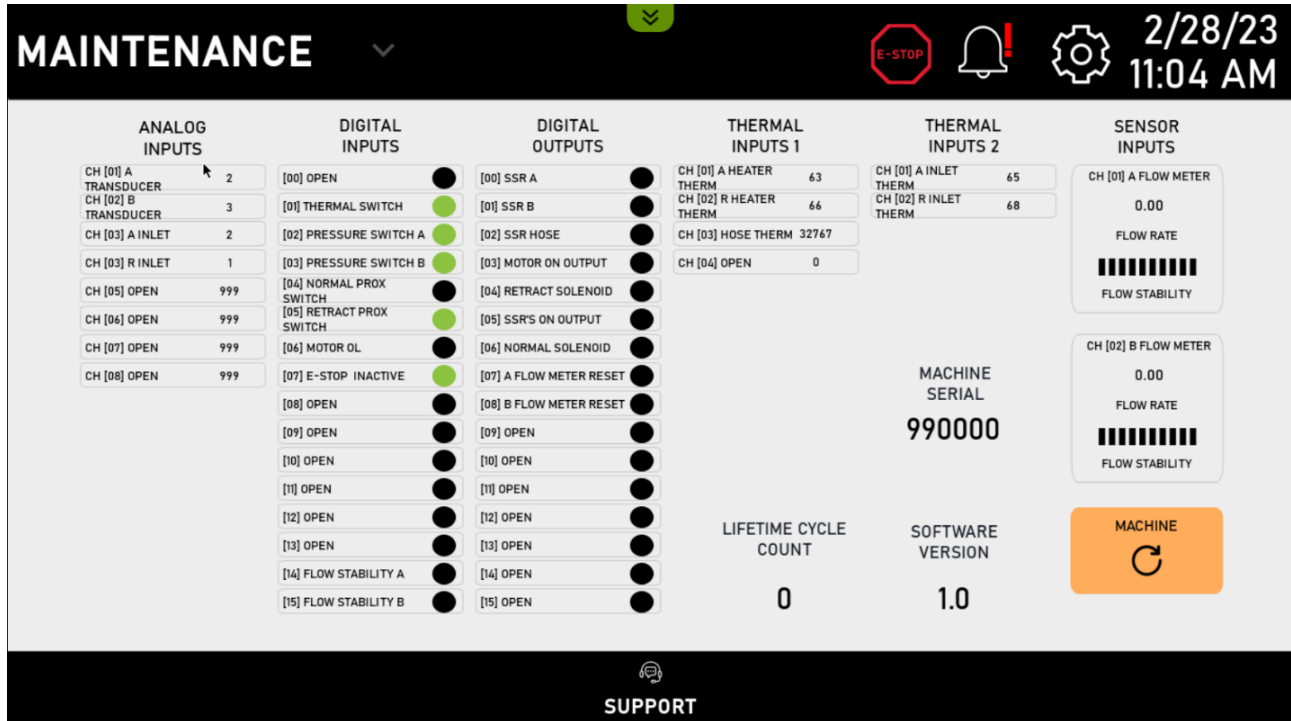 MAINTENANCE
E-STOP
!
2/28/23
11:04 AM
ANALOG
INPUTS
CH [01] A
TRANSDUCER
2
CH [02] B
TRANSDUCER
3
CH [03] A INLET
2
CH [03] R INLET
1
CH [05] OPEN
999
CH [06] OPEN
999
CH [07] OPEN
999
CH [08] OPEN
999
DIGITAL
INPUTS
[00] OPEN
[01] THERMAL SWITCH
[02] PRESSURE SWITCH A
[03] PRESSURE SWITCH B
[04] NORMAL PROX
SWITCH
[05] RETRACT PROX
SWITCH
[06] MOTOR OL
[07] E-STOP INACTIVE
[08] OPEN
[09] OPEN
[10] OPEN
[11] OPEN
[12] OPEN
[13] OPEN
[14] FLOW STABILITY A
[15] FLOW STABILITY B
DIGITAL
OUTPUTS
[00] SSR A
[01] SSR B
[02] SSR HOSE
[03] MOTOR ON OUTPUT
[04] RETRACT SOLENOID
[05] SSR'S ON OUTPUT
[06] NORMAL SOLENOID
[07] A FLOW METER RESET
[08] B FLOW METER RESET
[09] OPEN
[10] OPEN
[11] OPEN
[12] OPEN
[13] OPEN
[14] OPEN
[15] OPEN
THERMAL
INPUTS 1
CH [01] A HEATER
THERM
63
CH [02] R HEATER
THERM
66
CH [03] HOSE THERM 32767
CH [04] OPEN
0
THERMAL
INPUTS 2
CH [01] A INLET
THERM
65
CH [02] R INLET
THERM
68
SENSOR
INPUTS
CH [01] A FLOW METER
0.00
FLOW RATE
FLOW STABILITY
CH [02] B FLOW METER
0.00
FLOW RATE
FLOW STABILITY
MACHINE
SERIAL
990000
LIFETIME CYCLE
COUNT
0
SOFTWARE
VERSION
1.0
MACHINE
SUPPORT